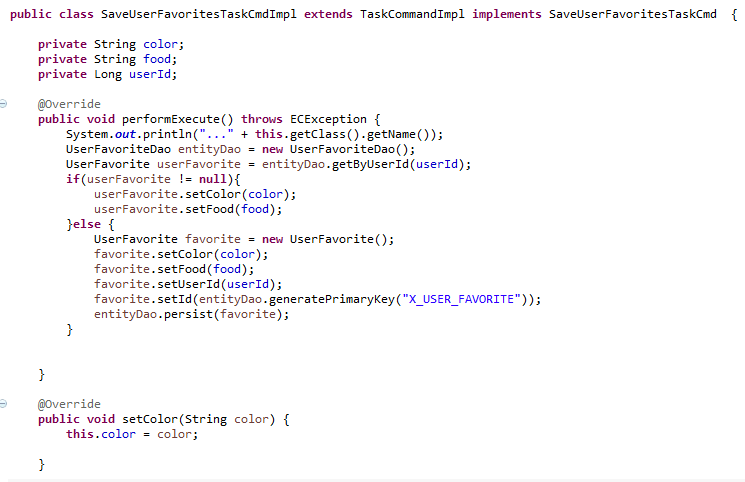 public class SaveUserFavoritesTaskCmdImpl extends TaskCommandImpl implements SaveUserFavoritesTaskCmd  {
    private String color;
    private String food;
    private Long userId;
    @Override
    public void performExecute() throws ECException {
        System.out.println("..." + this.getClass().getName());
        UserFavoriteDao entityDao = new UserFavoriteDao();
        UserFavorite userFavorite = entityDao.getByUserId(userId);
        if(userFavorite != null){
            userFavorite.setColor(color);
            userFavorite.setFood(food);
        }else {
            UserFavorite favorite = new UserFavorite();
            favorite.setColor(color);
            favorite.setFood(food);
            favorite.setUserId(userId);
            favorite.setId(entityDao.generatePrimaryKey("X_USER_FAVORITE"));
            entityDao.persist(favorite);
        }
    }
    @Override
    public void setColor(String color) {
        this.color = color;
    }